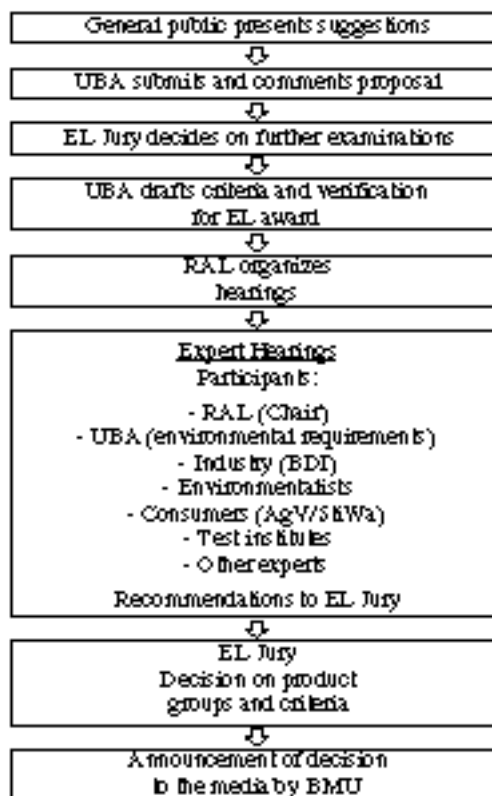 General public presents suggestions
UBA submits and comments proposal
EL Jury decides on further examinations
UBA drafts criteria and verification
for EL award
RAL organizes
hearings
Expert Hearings
Participants:
- RAL (Chair)
- UBA (environmental requirements)
- Industry (BDI)
- Environmentalists
- Consumers (AgV/StiWa)
- Test institutes
- Other experts
Recommendations to EL Jury
EL Jury
Decision on product
groups and criteria
Announcement of decision
to the media by BMU